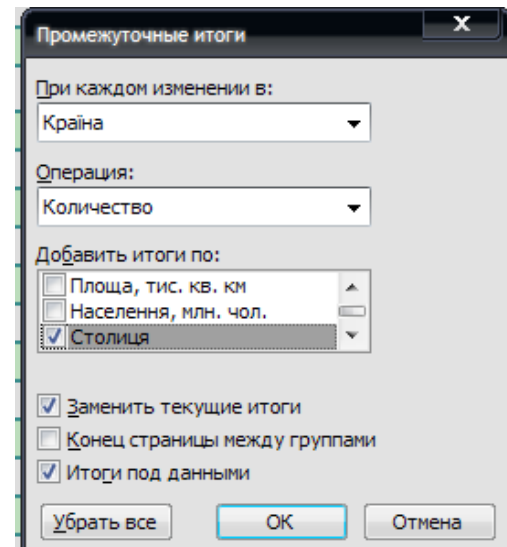 Промежуточные итоги
x
При каждом изменении в:
Країна
Операция:
Количество
Добавить итоги по:
Площа, тис. кв. км
Населення, млн. чол.
Столиця
Заменить текущие итоги
Конец страницы между группами
Итоги под данными
Убрать все ОК Отмена